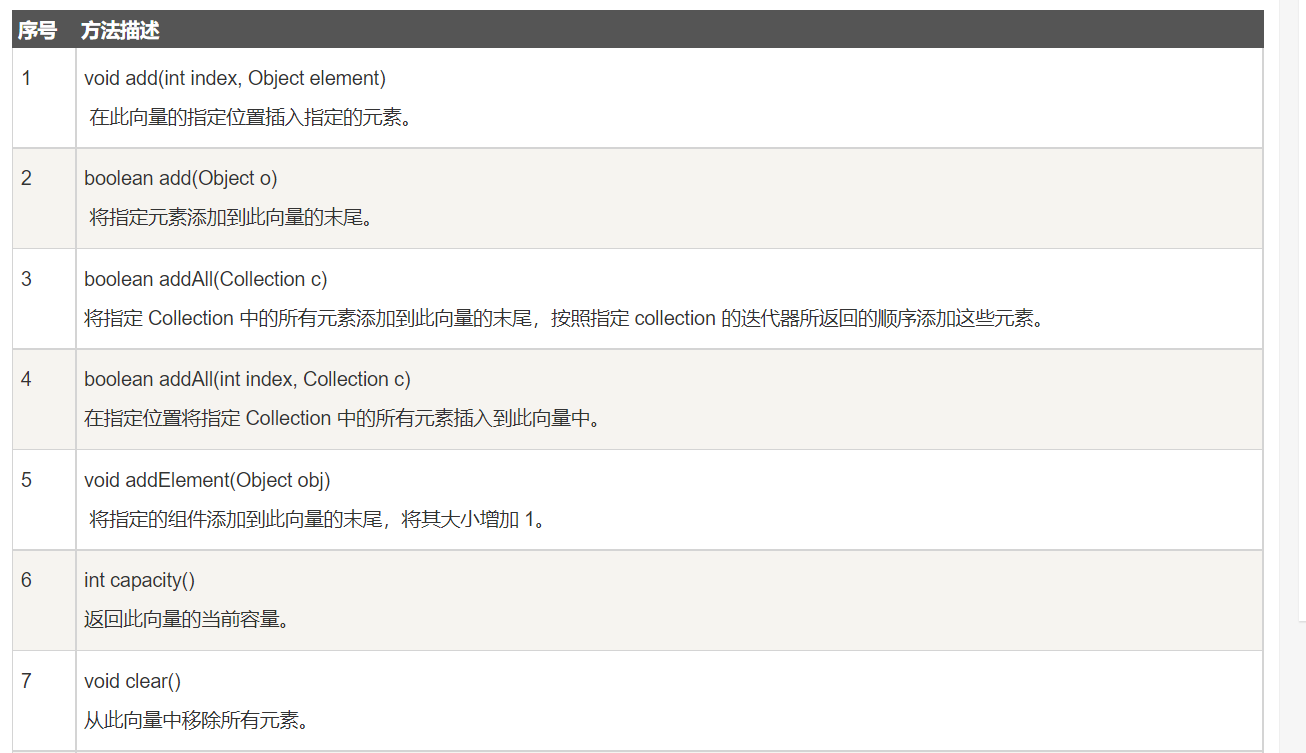 序号 方法描述
1 void add(int index, Object element)
在此向量的指定位置插入指定的元素。
2 boolean add(Object o)
将指定元素添加到此向量的末尾。
3 boolean addAll(Collection c)
将指定 Collection 中的所有元素添加到此向量的末尾，按照指定 collection 的迭代器所返回的顺序添加这些元素。
4 boolean addAll(int index, Collection c)
在指定位置将指定 Collection 中的所有元素插入到此向量中。
5 void addElement(Object obj)
将指定的组件添加到此向量的末尾，将其大小增加 1。
6 int capacity()
返回此向量的当前容量。
7 void clear()
从此向量中移除所有元素。